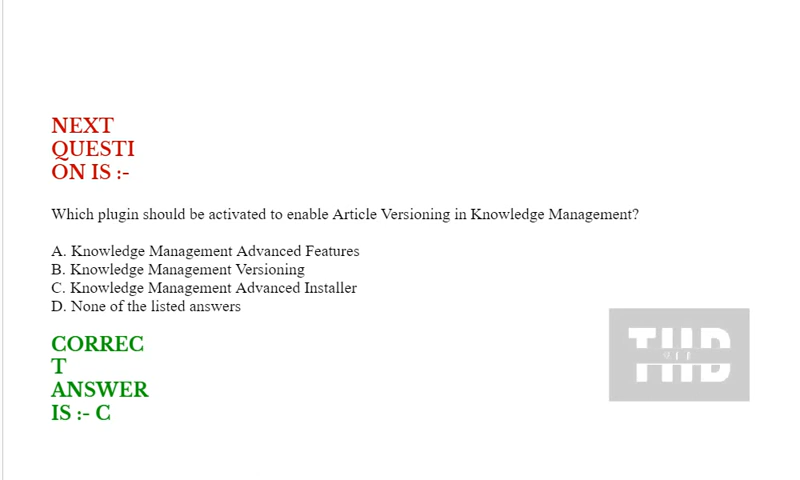 NEXT
QUESTI
ON IS :-
Which plugin should be activated to enable Article Versioning in Knowledge Management?
A. Knowledge Management Advanced Features
B. Knowledge Management Versioning
C. Knowledge Management Advanced Installer
D. None of the listed answers
CORREC
T
ANSWER
IS :- C
THD